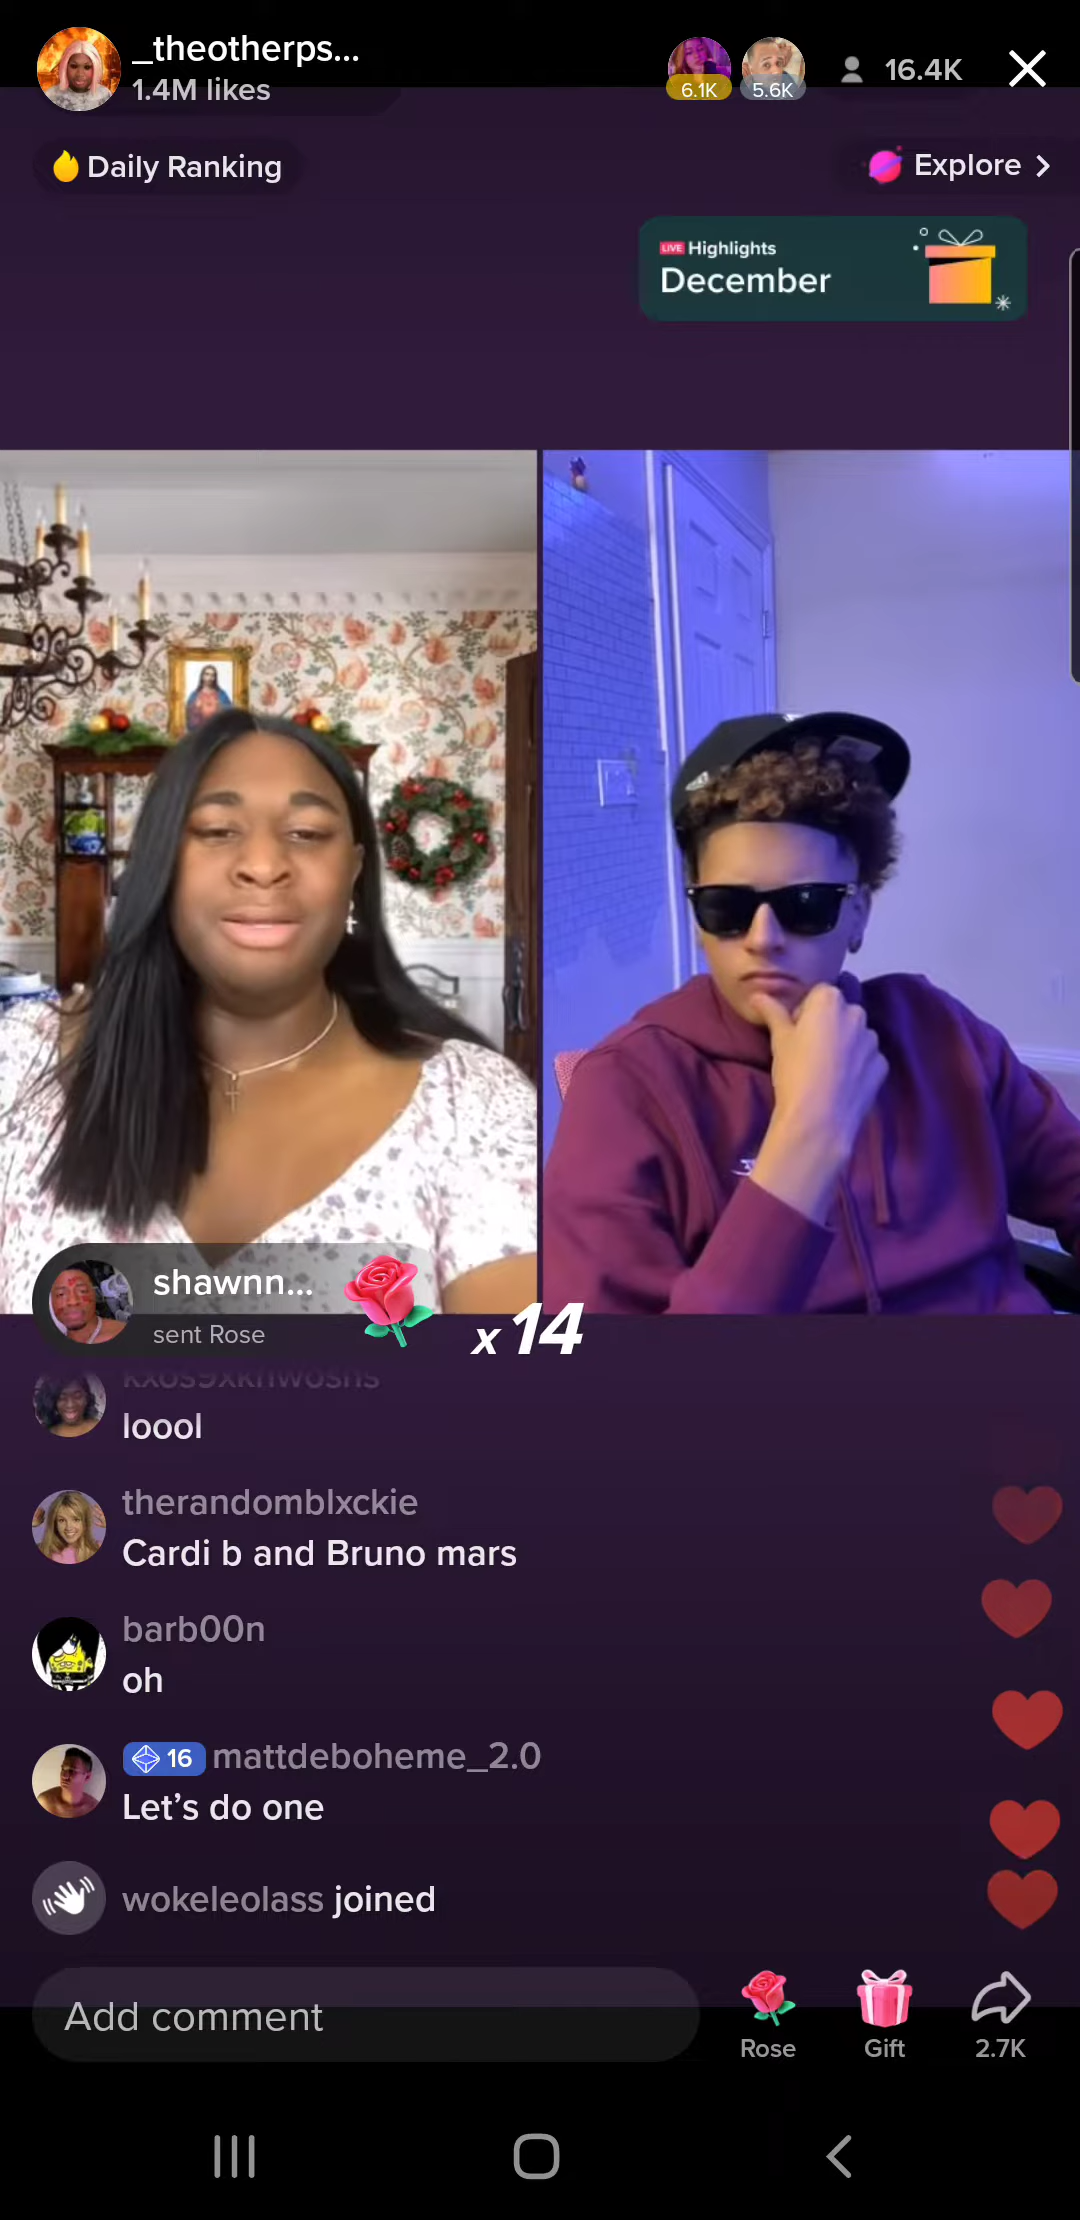 _theotherps...
1.4M likes
6.1K
5.6K
16.4K
Daily Ranking
Explore
LIVE Highlights
December
shawnn...
sent Rose
x 14
loool
therandomblxckie
Cardi b and Bruno mars
barb00n
oh
16 mattdeboheme_2.0
Let's do one
wokeleolass joined
Add comment
Rose
Gift
2.7K